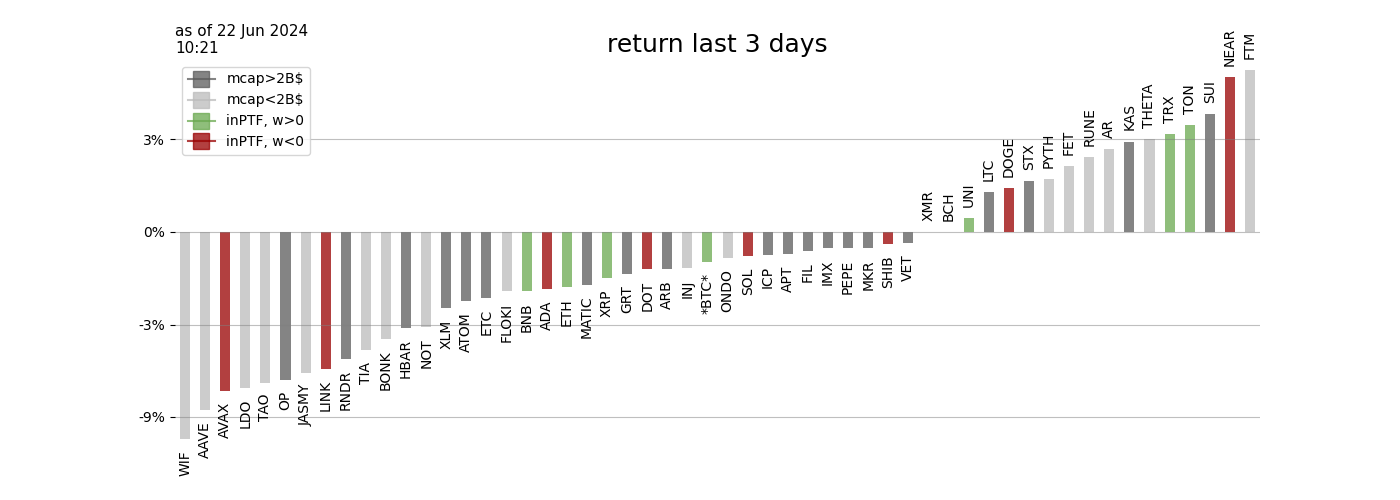 as of 22 Jun 2024
10:21
return last 3 days
mcap>2B$
mcap<2B$
inPTF, w>0
inPTF, w<0
3%
0%
-3%
-9%
WIF
AAVE
AVAX
LDO
TAO
OP
JASMY
LINK
RNDR
TIA
BONK
HBAR
NOT
XLM
ATOM
ETC
FLOKI
BNB
ADA
ETH
MATIC
XRP
GRT
DOT
ARB
INJ
*BTC*
ONDO
SOL
ICP
APT
FIL
IMX
PEPE
MKR
SHIB
VET
XMR
BCH
UNI
LTC
DOGE
STX
PYTH
FET
RUNE
AR
KAS
THETA
TRX
TON
SUI
NEAR
FTM